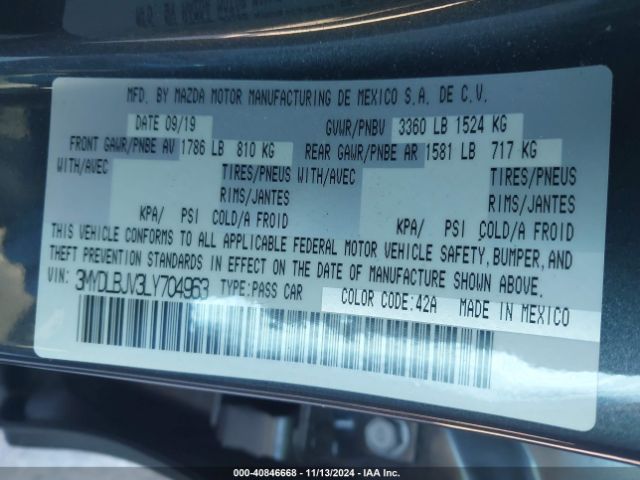 MFD. BY MAZDA MOTOR MANUFACTURING DE MEXICO S.A. DE C.V.
DATE 09/19 GVWR/PNBV 3360 LB 1524 KG
FRONT GAWR/PNBE AV 1786 LB 810 KG REAR GAWR/PNBE AR 1581 LB 717 KG
WITH/AVEC TIRES/PNEUS WITH/AVEC TIRES/PNEUS
RIMS/JANTES RIMS/JANTES
KPA/ PSI COLD/A FROID KPA/ PSI COLD/A FROID
THIS VEHICLE CONFORMS TO ALL APPLICABLE FEDERAL MOTOR VEHICLE SAFETY, BUMPER, AND
THEFT PREVENTION STANDARDS IN EFFECT ON THE DATE OF MANUFACTURE SHOWN ABOVE.
VIN: 3MYDLBJV3LY704963 TYPE:PASS CAR COLOR CODE:42A MADE IN MEXICO
000-40846668 - 11/13/2024 - IAA Inc.